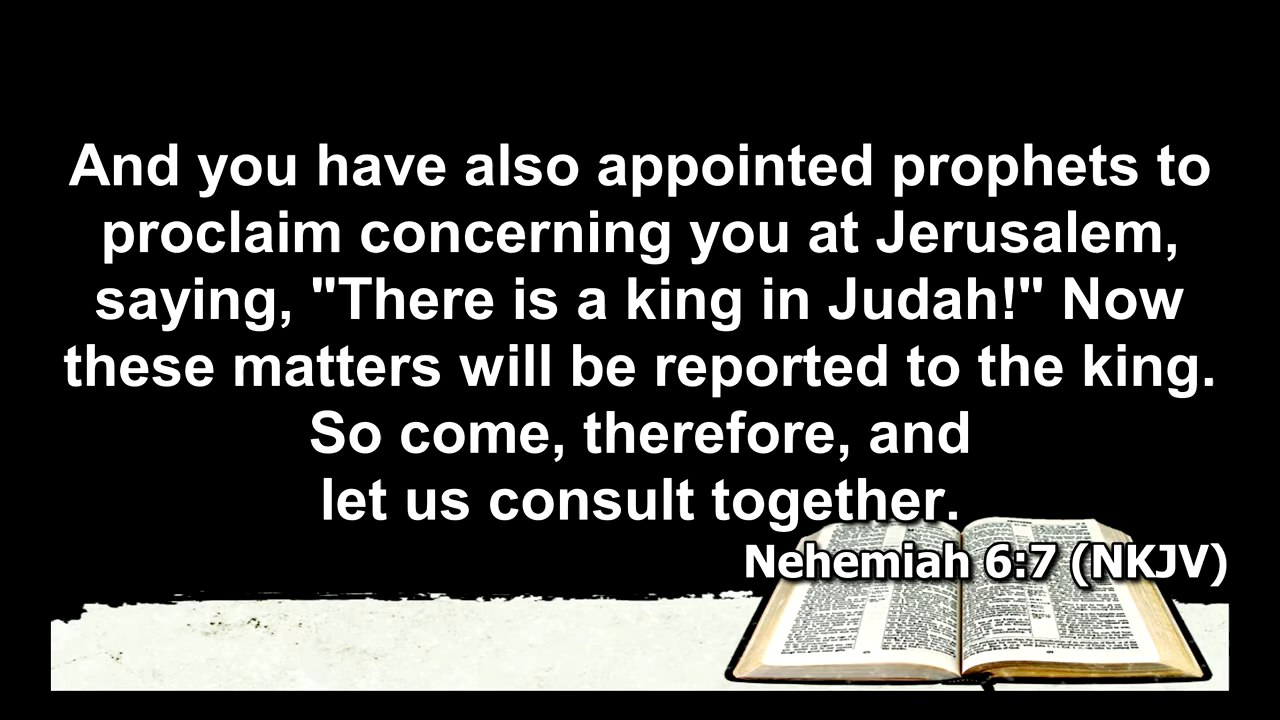 And you have also appointed prophets to
proclaim concerning you at Jerusalem,
saying, "There is a king in Judah!" Now
these matters will be reported to the king.
So come, therefore, and
let us consult together.
Nehemiah 6:7 (NKJV)